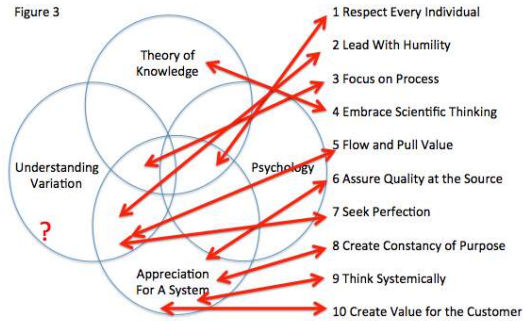 Figure 3
Theory of
Knowledge
Understanding
Variation
Psychology
?
Appreciation
For A System
1 Respect Every Individual
2 Lead With Humility
3 Focus on Process
4 Embrace Scientific Thinking
5 Flow and Pull Value
6 Assure Quality at the Source
7 Seek Perfection
8 Create Constancy of Purpose
9 Think Systemically
10 Create Value for the Customer